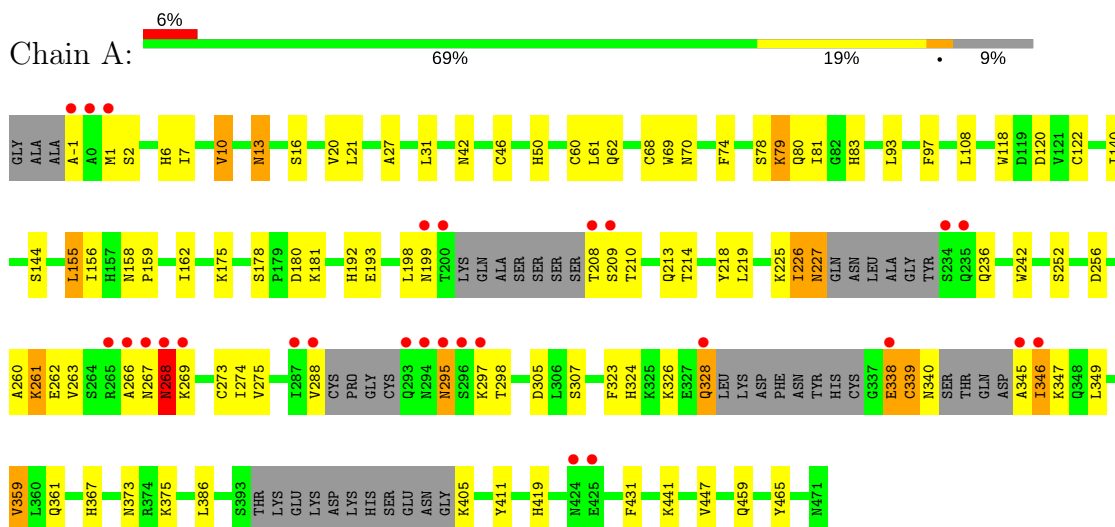 6%
Chain A:
69% 19% • 9%
GLY ALA ALA A-1 A0 M1 S2 H6 I7 V10 N13 S16 V20 L21 A27 L31 N42 C46 H50 C60 L61 Q62 C68 W69 N70 F74 S78 K79 Q80 I81 G82 H83 L93 F97 L108 W118 D119 D120 V121 C122 I140
S144 L155 I156 H157 N158 P159 I162 K175 S178 P179 D180 K181 H192 E193 L198 N199 T200 LYS GLN ALA SER SER SER SER T208 S209 T210 Q213 T214 Y218 L219 K225 I226 N227 GLN ASN LEU ALA GLY TYR S234 Q235 Q236 W242 S252 D256
A260 K261 E262 V263 S264 R265 A266 N267 N268 K269 C273 I274 V275 I287 V288 CYS PRO GLY CYS Q293 N294 N295 S296 K297 T298 D305 L306 S307 F323 H324 K325 K326 E327 Q328 LEU LYS ASP PHE ASN TYR HIS CYS G337 E338 C339 N340 SER THR GLN ASP A345 I346 K347 Q348 L349
V359 L360 Q361 H367 N373 R374 K375 L386 S393 THR LYS GLU LYS ASP LYS HIS SER GLU ASN GLY K405 Y411 H419 N424 E425 F431 K441 V447 Q459 Y465 N471